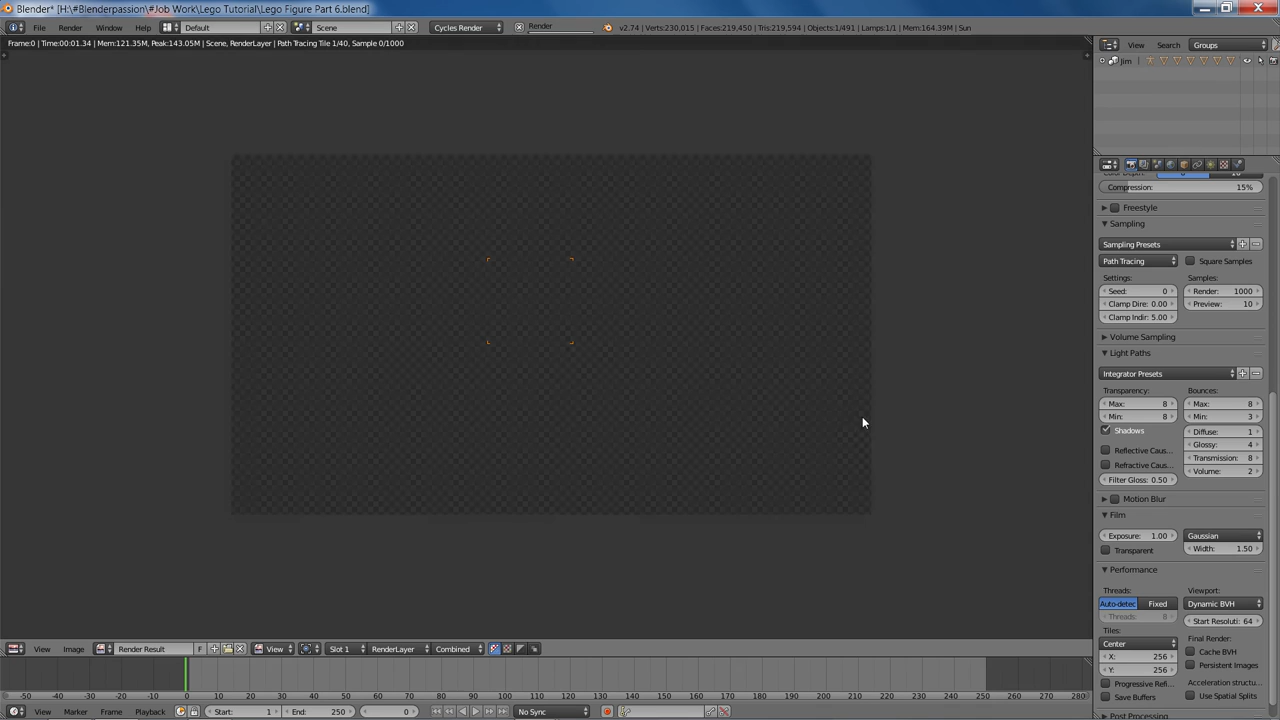 Blender* [H:\#Blenderpassion\#Job Work\Lego Tutorial\Lego Figure Part 6.blend]
File Render Window Help Default Scene Cycles Render Render v2.74 | Verts:230,015 | Faces:219,450 | Tris:219,594 | Objects:1/491 | Lamps:1/1 | Mem:164.39M | Sun
Frame:0 | Time:00:01.34 | Mem:121.35M, Peak:143.05M | Scene, RenderLayer | Path Tracing Tile 1/40, Sample 0/1000
View Search Groups
Jim
Compression: 15%
Freestyle
Sampling
Sampling Presets
Path Tracing Square Samples
Settings: Samples:
Seed: 0 Render: 1000
Clamp Dire: 0.00 Preview: 10
Clamp Indir: 5.00
Volume Sampling
Light Paths
Integrator Presets
Transparency: Bounces:
Max: 8 Max: 8
Min: 8 Min: 3
Shadows Diffuse: 1
Glossy: 4
Reflective Caus... Transmission: 8
Refractive Caus... Volume: 2
Filter Gloss: 0.50
Motion Blur
Film
Exposure: 1.00 Gaussian
Transparent Width: 1.50
Performance
Threads: Viewport:
Auto-detec Fixed Dynamic BVH
Threads: 8 Start Resoluti: 64
Tiles: Final Render:
Center Cache BVH
X: 256 Persistent Images
Y: 256
Progressive Refi... Acceleration structu...
Save Buffers Use Spatial Splits
Post Processing
View Image Render Result F View Slot 1 RenderLayer Combined
-50 -40 -30 -20 -10 0 10 20 30 40 50 60 70 80 90 100 110 120 130 140 150 160 170 180 190 200 210 220 230 240 250 260 270 280
View Marker Frame Playback Start: 1 End: 250 0 No Sync